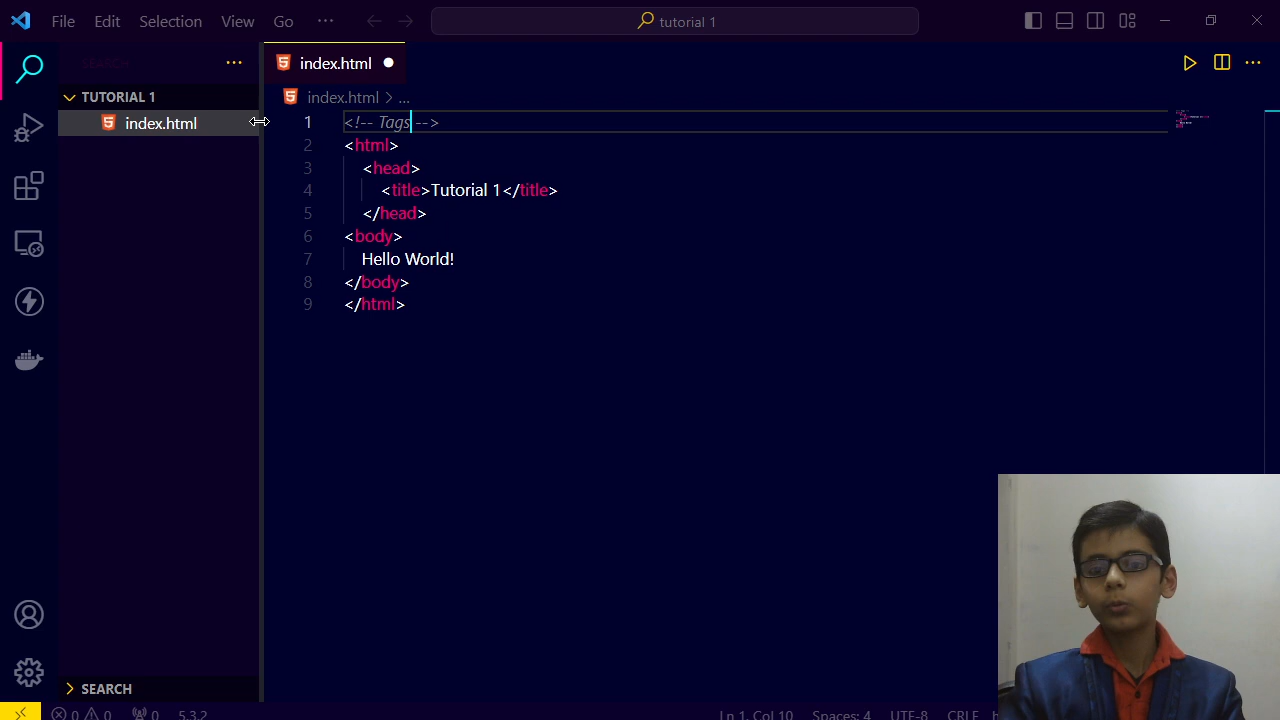 File Edit Selection View Go ··· tutorial 1
SEARCH ···
index.html
TUTORIAL 1
index.html > ...
index.html
1 <!-- Tags -->
2 <html>
3 <head>
4 <title>Tutorial 1</title>
5 </head>
6 <body>
7 Hello World!
8 </body>
9 </html>
SEARCH
0 0 0 5.3.2 Ln 1, Col 10 Spaces: 4 UTF-8 CRLF